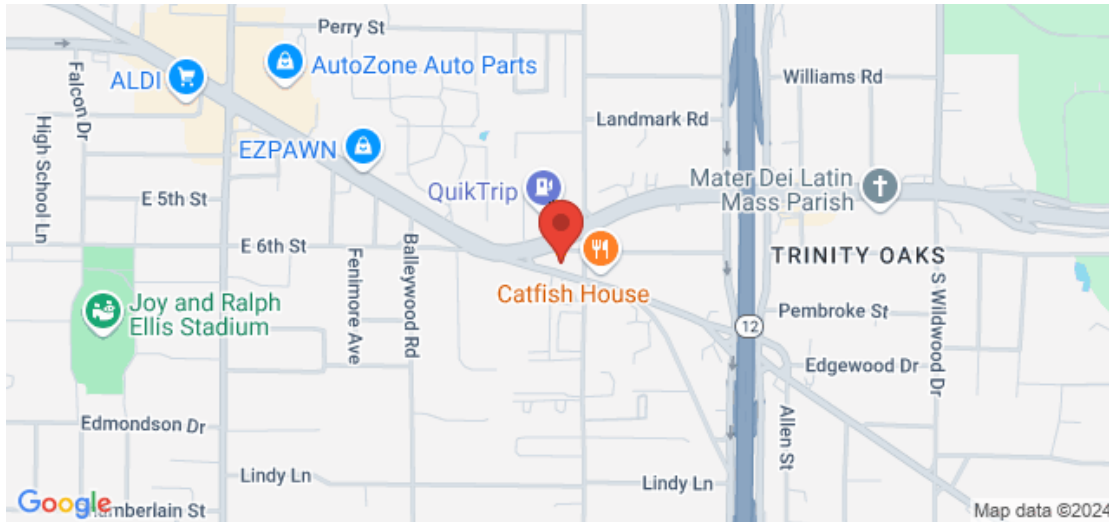 Perry St
ALDI
AutoZone Auto Parts
Falcon Dr
High School Ln
Williams Rd
Landmark Rd
EZPAWN
QuikTrip
Mater Dei Latin
Mass Parish
E 5th St
E 6th St
Fenimore Ave
Balleywood Rd
TRINITY OAKS
S Wildwood Dr
Catfish House
Joy and Ralph
Ellis Stadium
Pembroke St
12
Edgewood Dr
Allen St
Edmondson Dr
Lindy Ln
Lindy Ln
Google
Map data ©2024